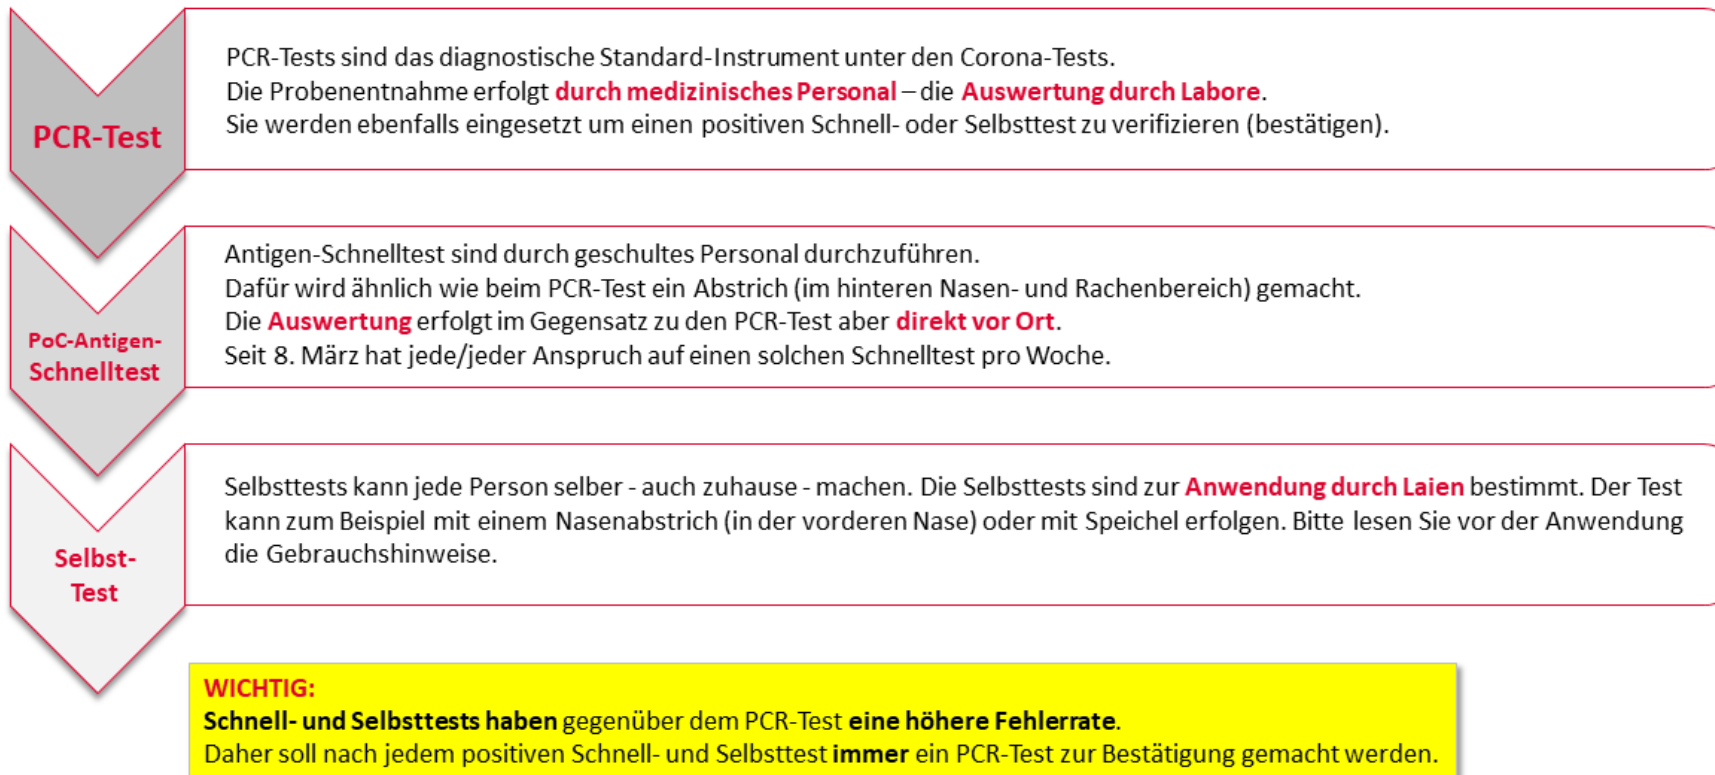 PCR-Test
PCR-Tests sind das diagnostische Standard-Instrument unter den Corona-Tests.
Die Probenentnahme erfolgt durch medizinisches Personal – die Auswertung durch Labore.
Sie werden ebenfalls eingesetzt um einen positiven Schnell- oder Selbsttest zu verifizieren (bestätigen).
PoC-Antigen-
Schnelltest
Antigen-Schnelltest sind durch geschultes Personal durchzuführen.
Dafür wird ähnlich wie beim PCR-Test ein Abstrich (im hinteren Nasen- und Rachenbereich) gemacht.
Die Auswertung erfolgt im Gegensatz zu den PCR-Test aber direkt vor Ort.
Seit 8. März hat jede/jeder Anspruch auf einen solchen Schnelltest pro Woche.
Selbst-
Test
Selbsttests kann jede Person selber - auch zuhause - machen. Die Selbsttests sind zur Anwendung durch Laien bestimmt. Der Test
kann zum Beispiel mit einem Nasenabstrich (in der vorderen Nase) oder mit Speichel erfolgen. Bitte lesen Sie vor der Anwendung
die Gebrauchshinweise.
WICHTIG:
Schnell- und Selbsttests haben gegenüber dem PCR-Test eine höhere Fehlerrate.
Daher soll nach jedem positiven Schnell- und Selbsttest immer ein PCR-Test zur Bestätigung gemacht werden.